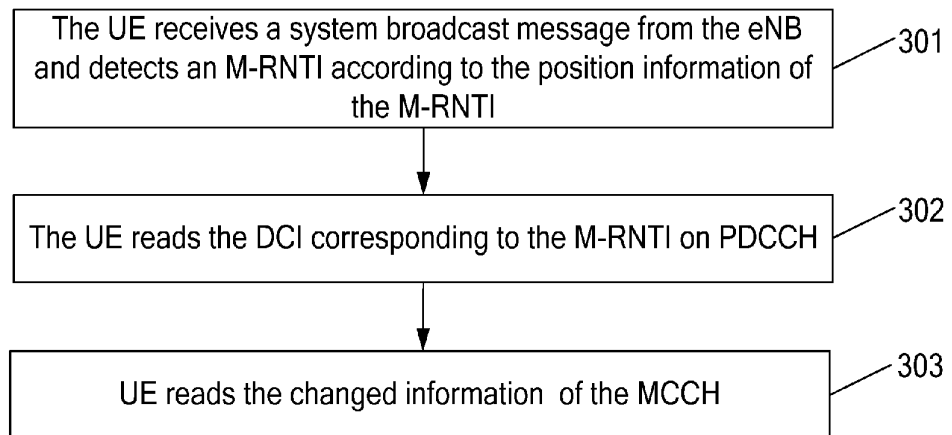 The UE receives a system broadcast message from the eNB
and detects an M-RNTI according to the position information of
the M-RNTI
301
The UE reads the DCI corresponding to the M-RNTI on PDCCH
302
UE reads the changed information of the MCCH
303